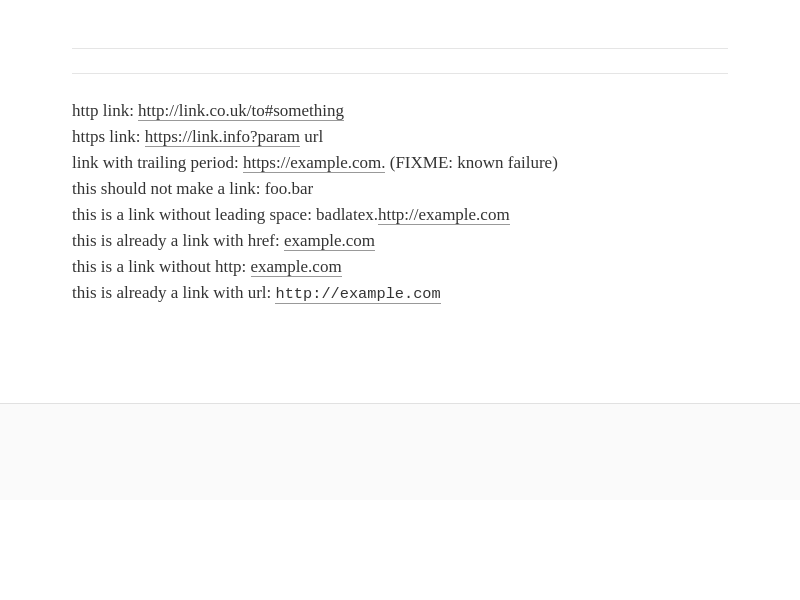 http link: http://link.co.uk/to#something
https link: https://link.info?param url
link with trailing period: https://example.com. (FIXME: known failure)
this should not make a link: foo.bar
this is a link without leading space: badlatex.http://example.com
this is already a link with href: example.com
this is a link without http: example.com
this is already a link with url: http://example.com